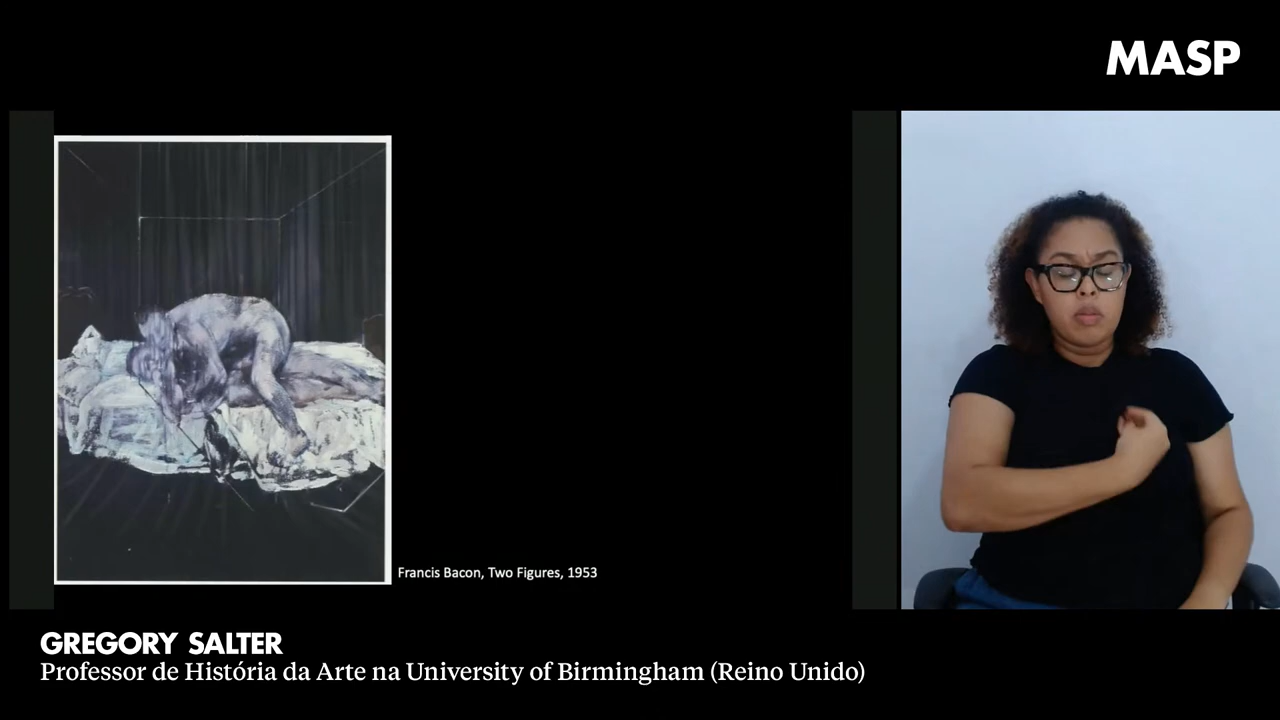 MASP
Francis Bacon, Two Figures, 1953
GREGORY SALTER
Professor de História da Arte na University of Birmingham (Reino Unido)